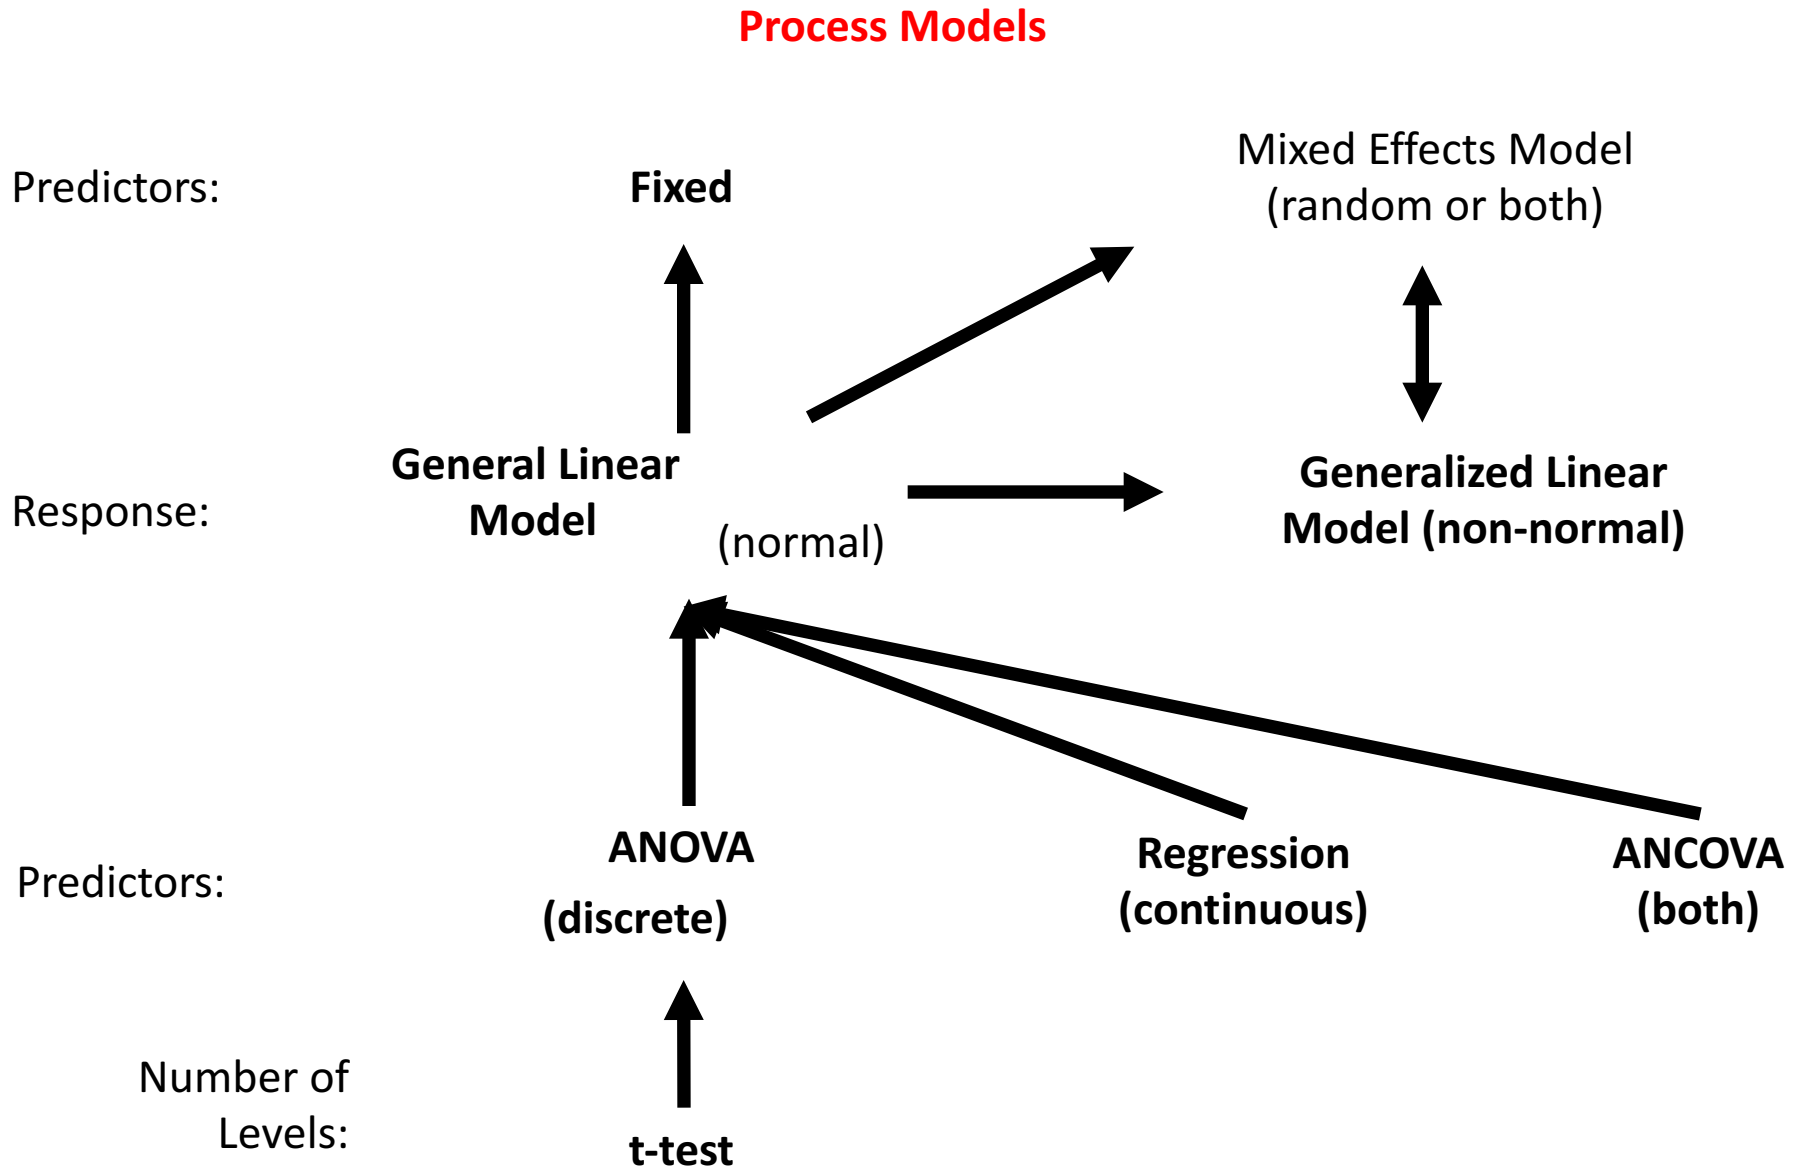 Process Models
Predictors:
Fixed
Mixed Effects Model
(random or both)
Response:
General Linear
Model
(normal)
Generalized Linear
Model (non-normal)
Predictors:
ANOVA
(discrete)
Regression
(continuous)
ANCOVA
(both)
Number of
Levels:
t-test